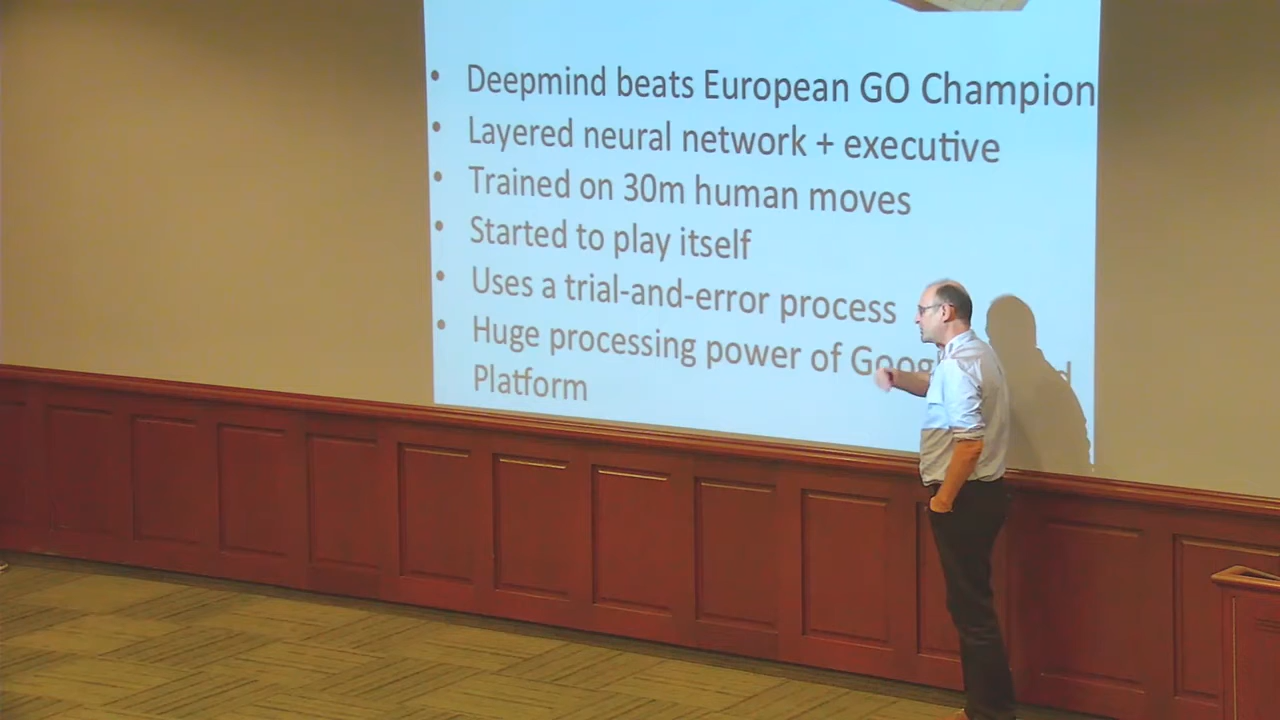 • Deepmind beats European GO Champion
• Layered neural network + executive
• Trained on 30m human moves
• Started to play itself
• Uses a trial-and-error process
• Huge processing power of
Platform